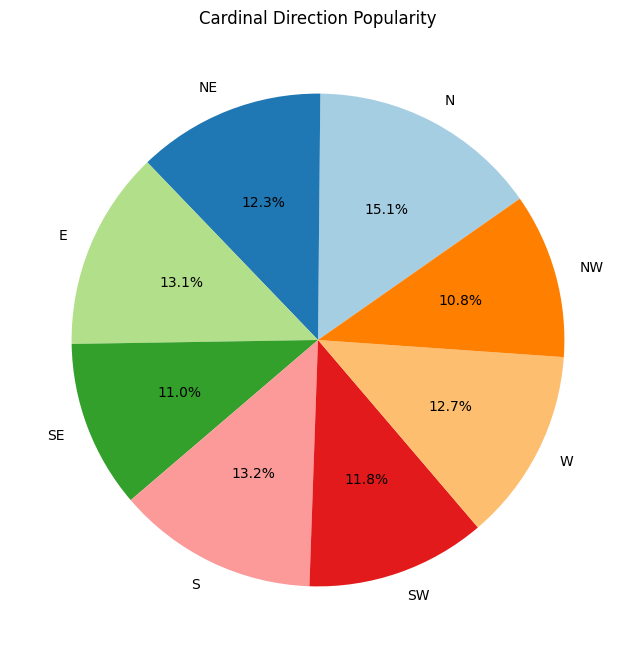 Cardinal Direction Popularity
NE
N
12.3%
15.1%
E
NW
13.1%
10.8%
11.0%
12.7%
SE
W
13.2%
11.8%
S
SW